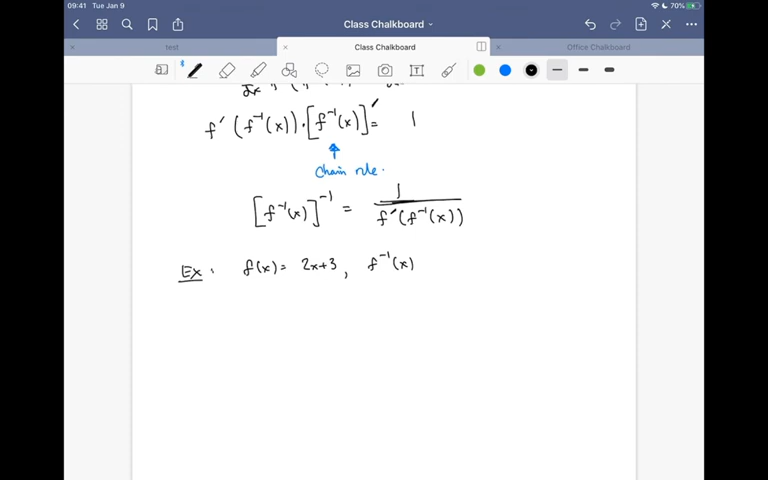 09:41 Tue Jan 9 70%
Class Chalkboard
test Class Chalkboard Office Chalkboard
f′(f⁻¹(x))·[f⁻¹(x)]′= 1
Chain rule.
[f⁻¹(x)]⁻¹ = 1/f′(f⁻¹(x))
Ex: f(x)= 2x+3, f⁻¹(x)